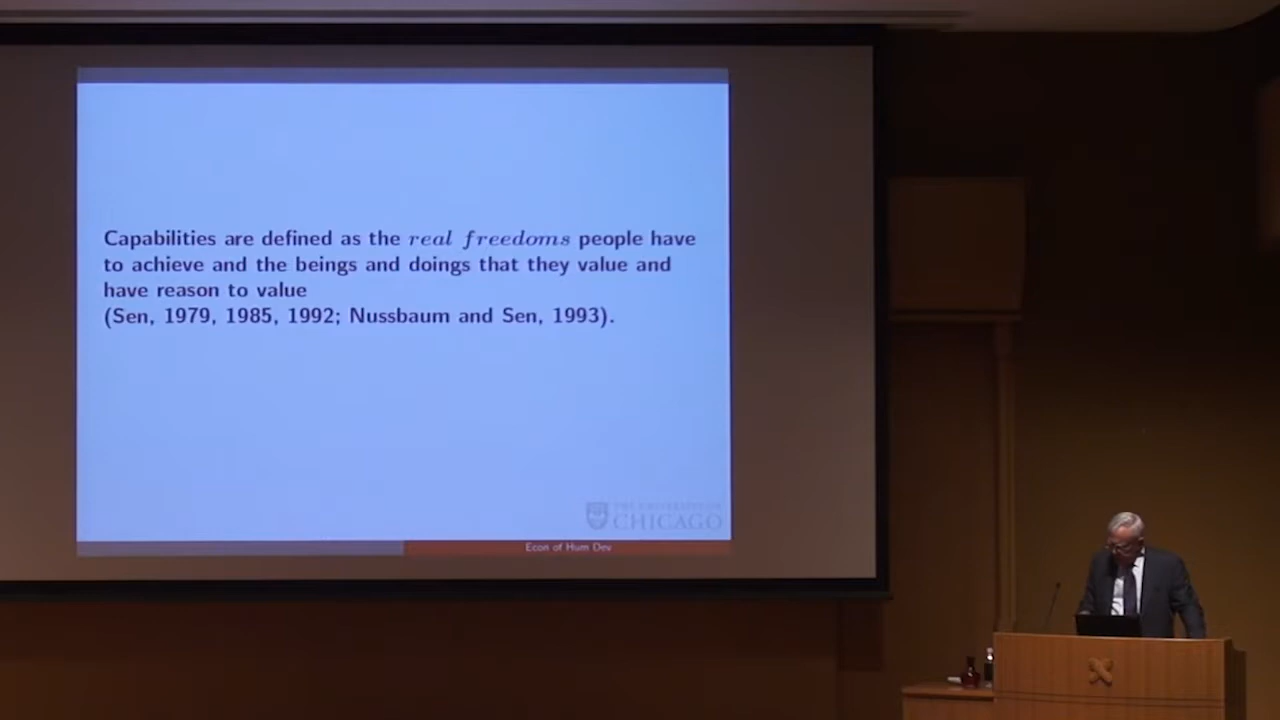 Capabilities are defined as the real freedoms people have
to achieve and the beings and doings that they value and
have reason to value
(Sen, 1979, 1985, 1992; Nussbaum and Sen, 1993).
THE UNIVERSITY OF
CHICAGO
Econ of Hum Dev